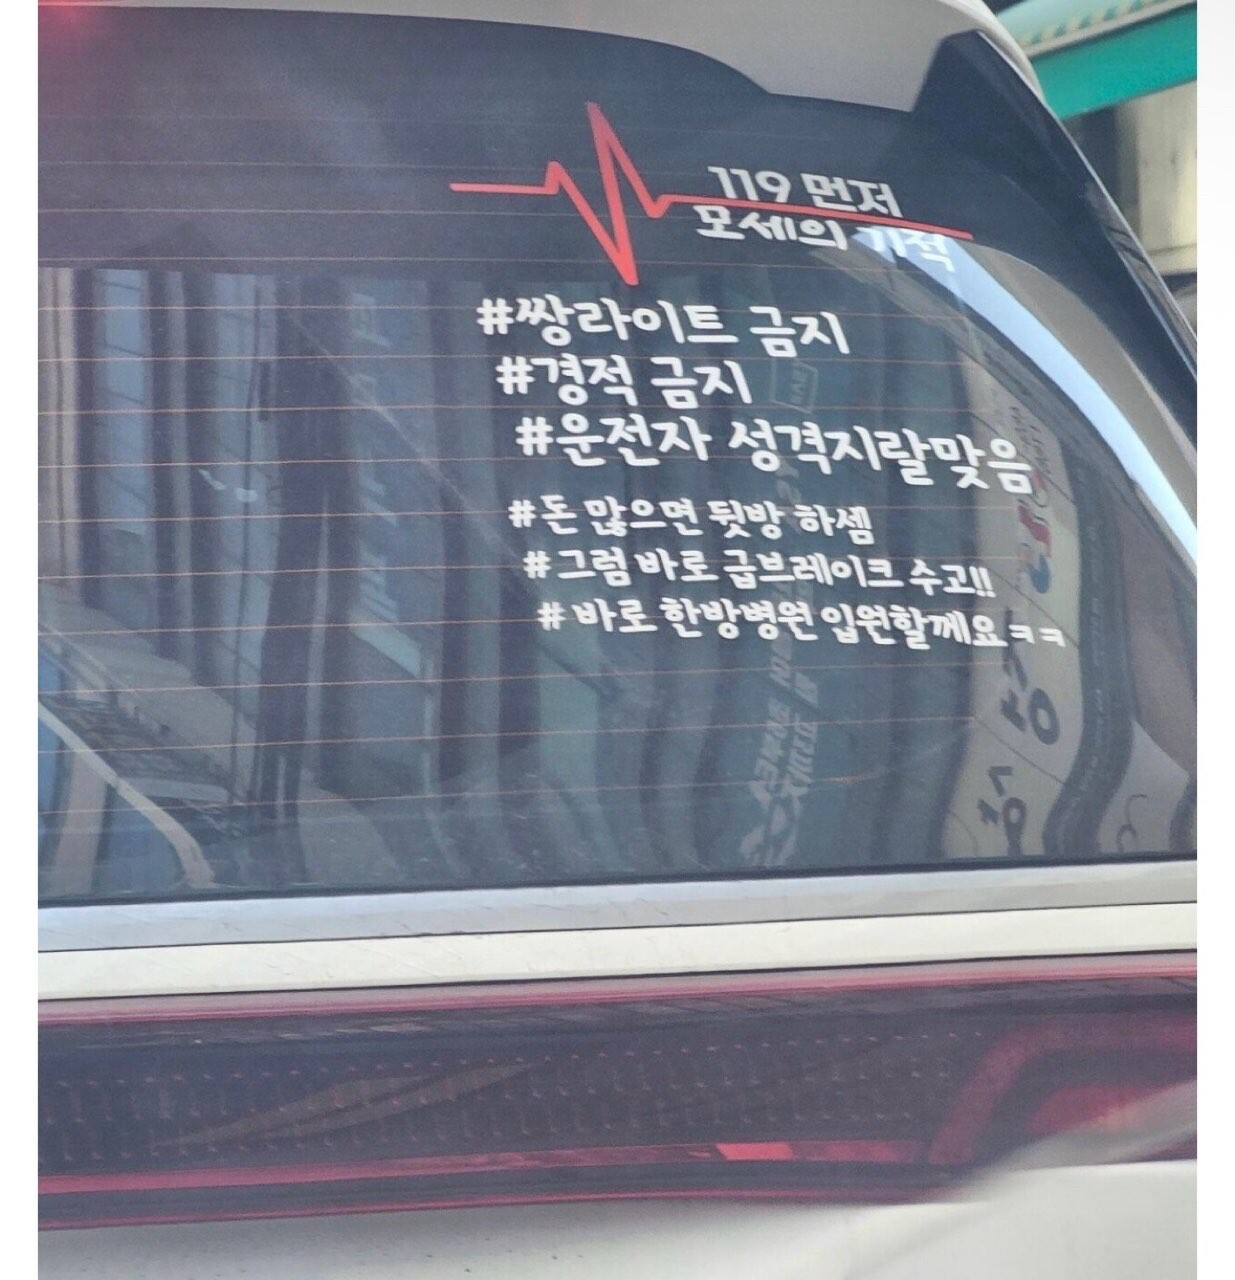 119 먼저
모세의 기적
#쌍라이트 금지
#경적 금지
#운전자 성격지랄맞음
#돈 많으면 뒷방 하셈
#그럼 바로 급브레이크 수고!!
# 바로 한방병원 입원할께요ㅋㅋ